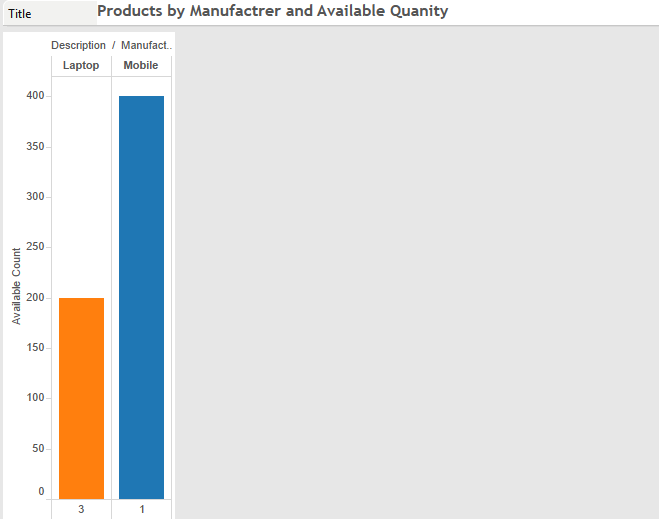 Title
Products by Manufactrer and Available Quanity
Description / Manufact..
Laptop Mobile
400
350
300
250
200
150
100
50
0
Available Count
3 1